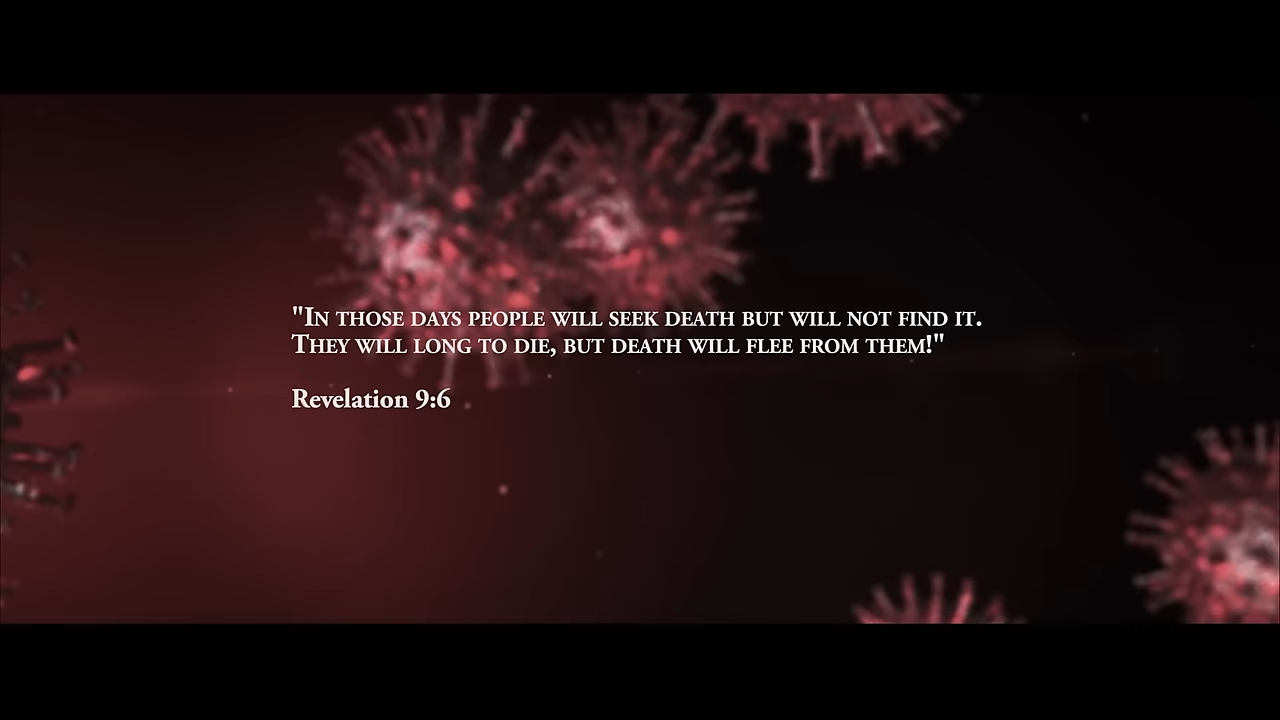 "In those days people will seek death but will not find it.
They will long to die, but death will flee from them!"
Revelation 9:6